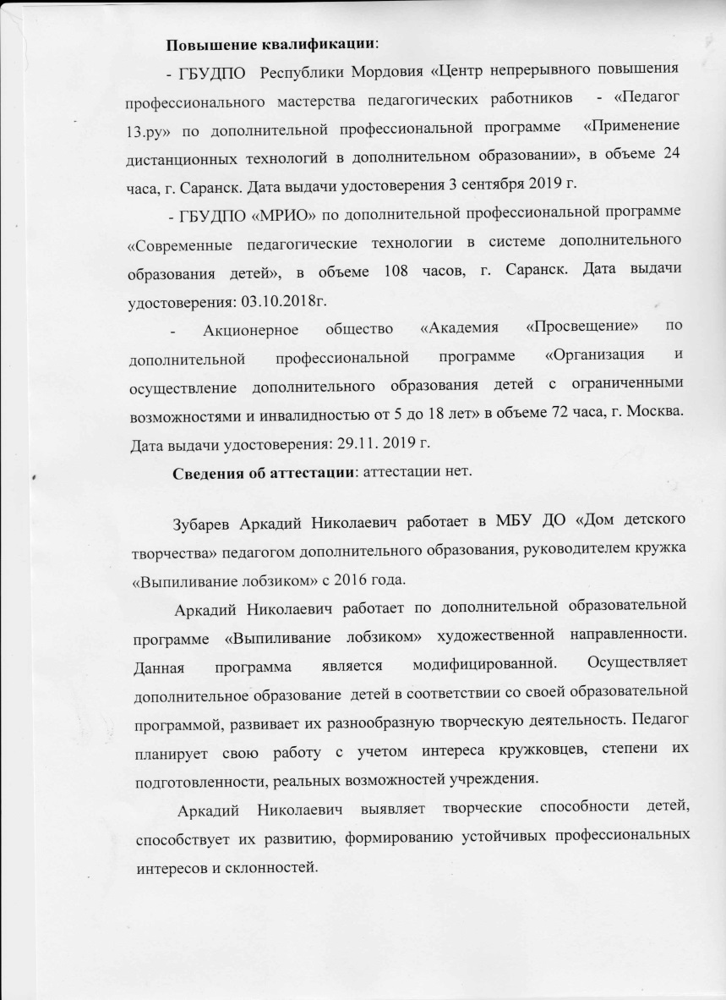 Повышение квалификации:
- ГБУДПО Республики Мордовия «Центр непрерывного повышения
профессионального мастерства педагогических работников - «Педагог
13.ру» по дополнительной профессиональной программе «Применение
дистанционных технологий в дополнительном образовании», в объеме 24
часа, г. Саранск. Дата выдачи удостоверения 3 сентября 2019 г.
- ГБУДПО «МРИО» по дополнительной профессиональной программе
«Современные педагогические технологии в системе дополнительного
образования детей», в объеме 108 часов, г. Саранск. Дата выдачи
удостоверения: 03.10.2018г.
- Акционерное общество «Академия «Просвещение» по
дополнительной профессиональной программе «Организация и
осуществление дополнительного образования детей с ограниченными
возможностями и инвалидностью от 5 до 18 лет» в объеме 72 часа, г. Москва.
Дата выдачи удостоверения: 29.11. 2019 г.
Сведения об аттестации: аттестации нет.
Зубарев Аркадий Николаевич работает в МБУ ДО «Дом детского
творчества» педагогом дополнительного образования, руководителем кружка
«Выпиливание лобзиком» с 2016 года.
Аркадий Николаевич работает по дополнительной образовательной
программе «Выпиливание лобзиком» художественной направленности.
Данная программа является модифицированной. Осуществляет
дополнительное образование детей в соответствии со своей образовательной
программой, развивает их разнообразную творческую деятельность. Педагог
планирует свою работу с учетом интереса кружковцев, степени их
подготовленности, реальных возможностей учреждения.
Аркадий Николаевич выявляет творческие способности детей,
способствует их развитию, формированию устойчивых профессиональных
интересов и склонностей.